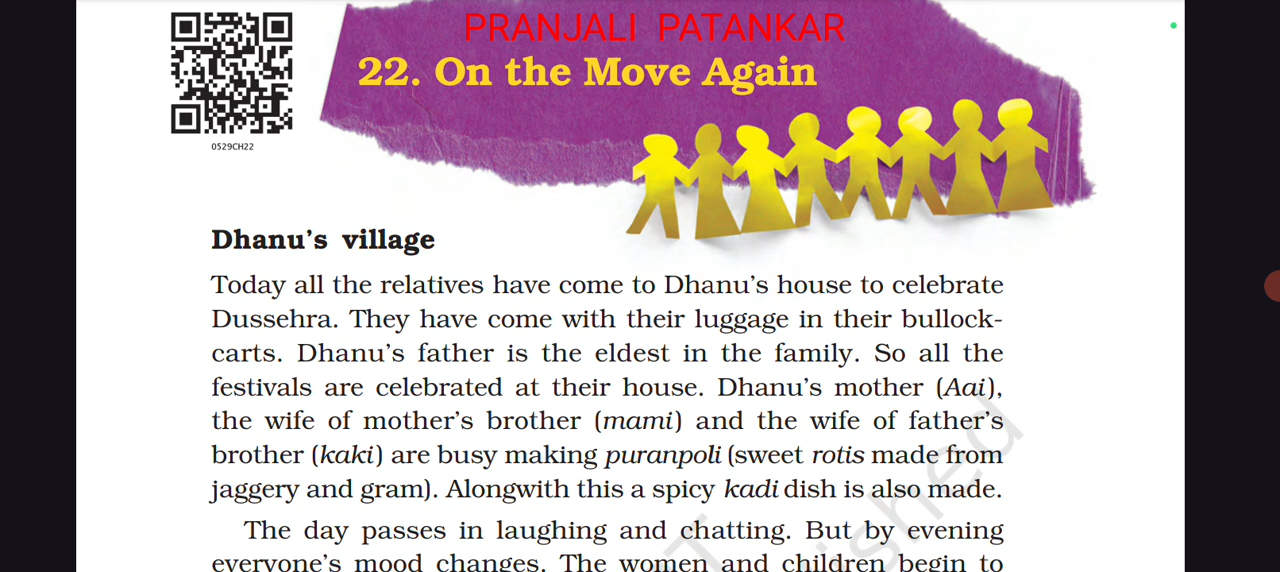 PRANJALI PATANKAR
22. On the Move Again
0529CH22
Dhanu's village
Today all the relatives have come to Dhanu's house to celebrate
Dussehra. They have come with their luggage in their bullock-
carts. Dhanu's father is the eldest in the family. So all the
festivals are celebrated at their house. Dhanu's mother (Aai),
the wife of mother's brother (mami) and the wife of father's
brother (kaki) are busy making puranpoli (sweet rotis made from
jaggery and gram). Alongwith this a spicy kadi dish is also made.
The day passes in laughing and chatting. But by evening
everyone's mood changes. The women and children begin to